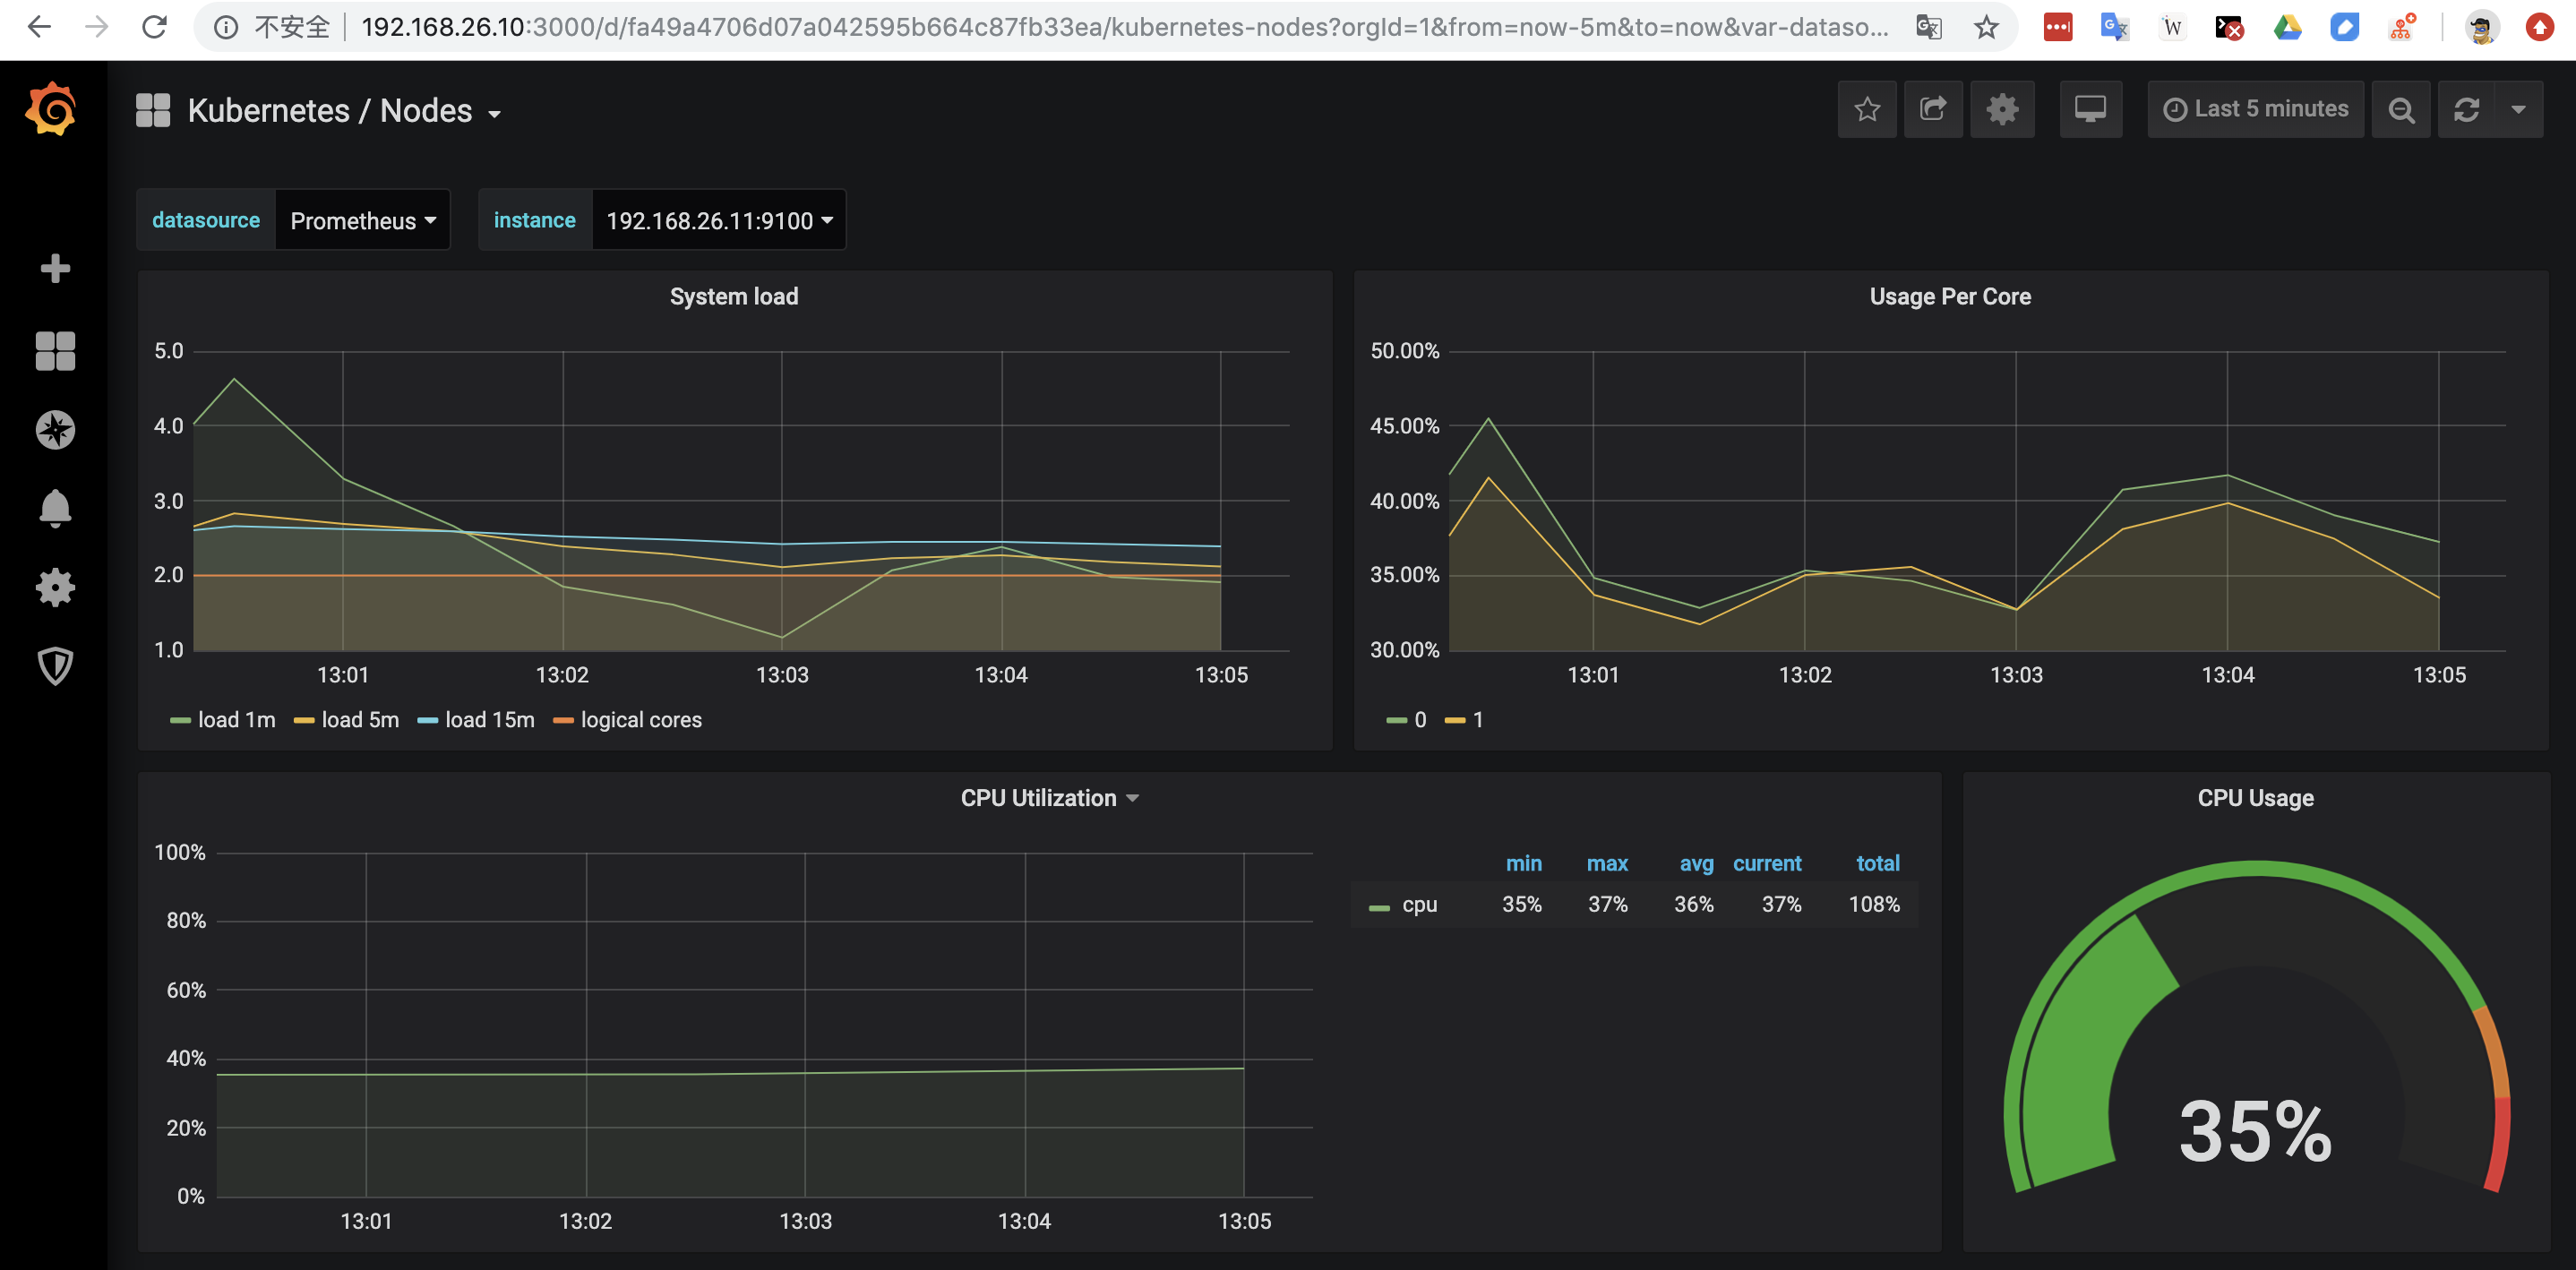 不安全 192.168.26.10:3000/d/fa49a4706d07a042595b664c87fb33ea/kubernetes-nodes?orgId=1&from=now-5m&to=now&var-dataso...
Kubernetes / Nodes
Last 5 minutes
datasource Prometheus instance 192.168.26.11:9100
System load
5.0
4.0
3.0
2.0
1.0
13:01 13:02 13:03 13:04 13:05
load 1m load 5m load 15m logical cores
Usage Per Core
50.00%
45.00%
40.00%
35.00%
30.00%
13:01 13:02 13:03 13:04 13:05
0 1
CPU Utilization
100%
80%
60%
40%
20%
0%
13:01 13:02 13:03 13:04 13:05
min max avg current total
cpu 35% 37% 36% 37% 108%
CPU Usage
35%